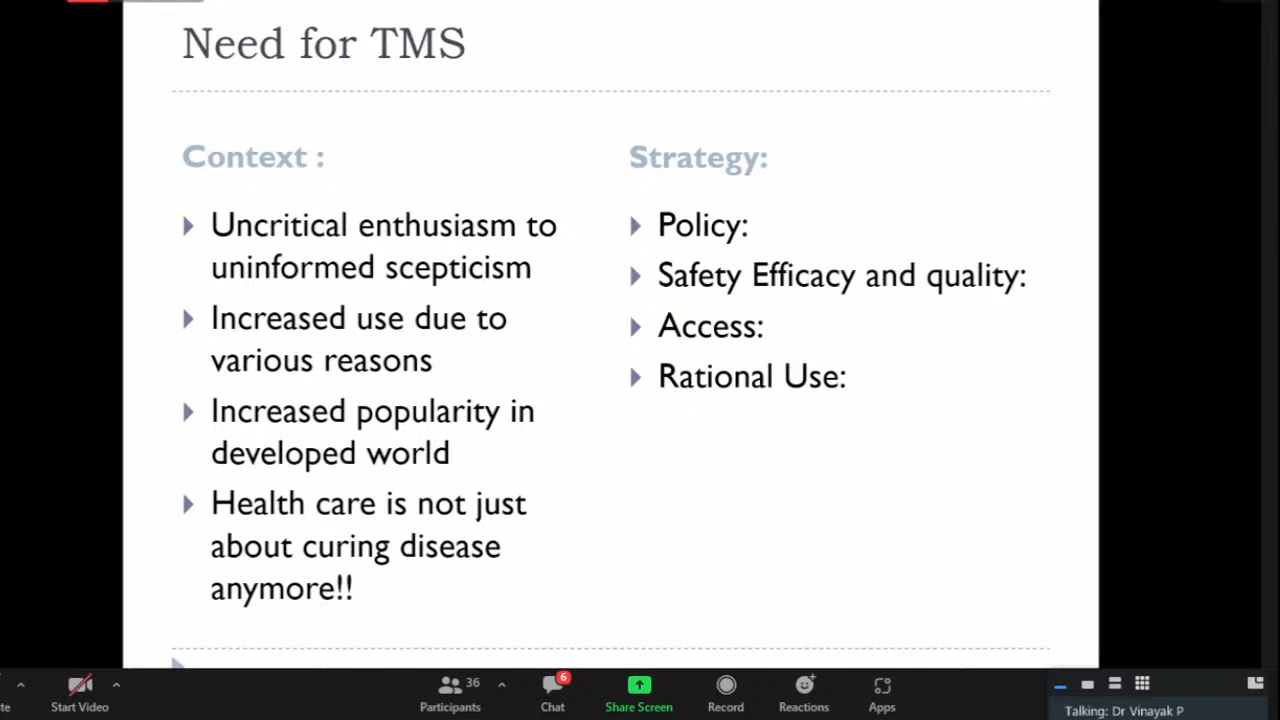 Need for TMS
Context :
Uncritical enthusiasm to
uninformed scepticism
Increased use due to
various reasons
Increased popularity in
developed world
Health care is not just
about curing disease
anymore!!
Strategy:
Policy:
Safety Efficacy and quality:
Access:
Rational Use:
te
Start Video
36
Participants
6
Chat
Share Screen
Record
Reactions
Apps
Talking: Dr Vinayak P